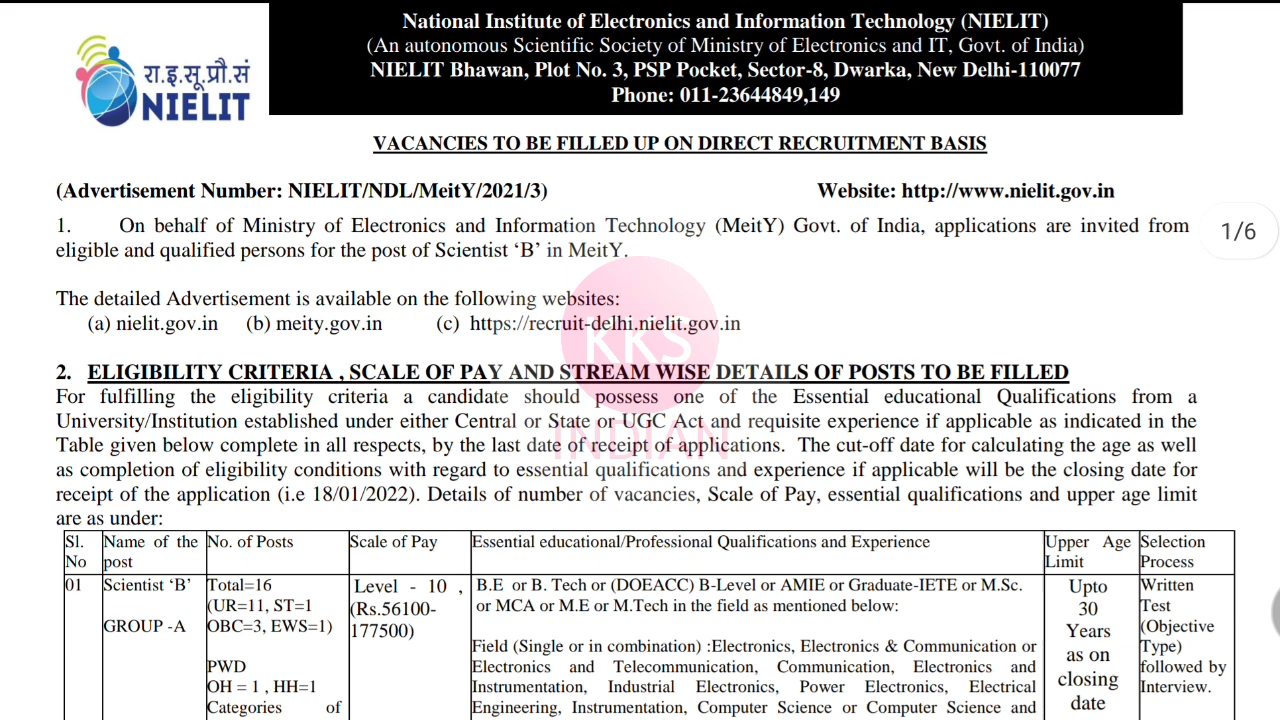 National Institute of Electronics and Information Technology (NIELIT)
(An autonomous Scientific Society of Ministry of Electronics and IT, Govt. of India)
NIELIT Bhawan, Plot No. 3, PSP Pocket, Sector-8, Dwarka, New Delhi-110077
Phone: 011-23644849,149
रा.इ.सू.प्रौ.सं
NIELIT
VACANCIES TO BE FILLED UP ON DIRECT RECRUITMENT BASIS
(Advertisement Number: NIELIT/NDL/MeitY/2021/3) Website: http://www.nielit.gov.in
1. On behalf of Ministry of Electronics and Information Technology (MeitY) Govt. of India, applications are invited from
eligible and qualified persons for the post of Scientist ‘B’ in MeitY.
1/6
The detailed Advertisement is available on the following websites:
(a) nielit.gov.in (b) meity.gov.in (c) https://recruit-delhi.nielit.gov.in
KKS
INDIAN
2. ELIGIBILITY CRITERIA , SCALE OF PAY AND STREAM WISE DETAILS OF POSTS TO BE FILLED
For fulfilling the eligibility criteria a candidate should possess one of the Essential educational Qualifications from a
University/Institution established under either Central or State or UGC Act and requisite experience if applicable as indicated in the
Table given below complete in all respects, by the last date of receipt of applications. The cut-off date for calculating the age as well
as completion of eligibility conditions with regard to essential qualifications and experience if applicable will be the closing date for
receipt of the application (i.e 18/01/2022). Details of number of vacancies, Scale of Pay, essential qualifications and upper age limit
are as under:
Sl.
No
Name of the
post
No. of Posts
Scale of Pay
Essential educational/Professional Qualifications and Experience
Upper Age
Limit
Selection
Process
01
Scientist ‘B’
GROUP -A
Total=16
(UR=11, ST=1
OBC=3, EWS=1)
PWD
OH = 1 , HH=1
Categories of
Level - 10 ,
(Rs.56100-
177500)
B.E or B. Tech or (DOEACC) B-Level or AMIE or Graduate-IETE or M.Sc.
or MCA or M.E or M.Tech in the field as mentioned below:
Field (Single or in combination) :Electronics, Electronics & Communication or
Electronics and Telecommunication, Communication, Electronics and
Instrumentation, Industrial Electronics, Power Electronics, Electrical
Engineering, Instrumentation, Computer Science or Computer Science and
Upto
30
Years
as on
closing
date
Written
Test
(Objective
Type)
followed by
Interview.